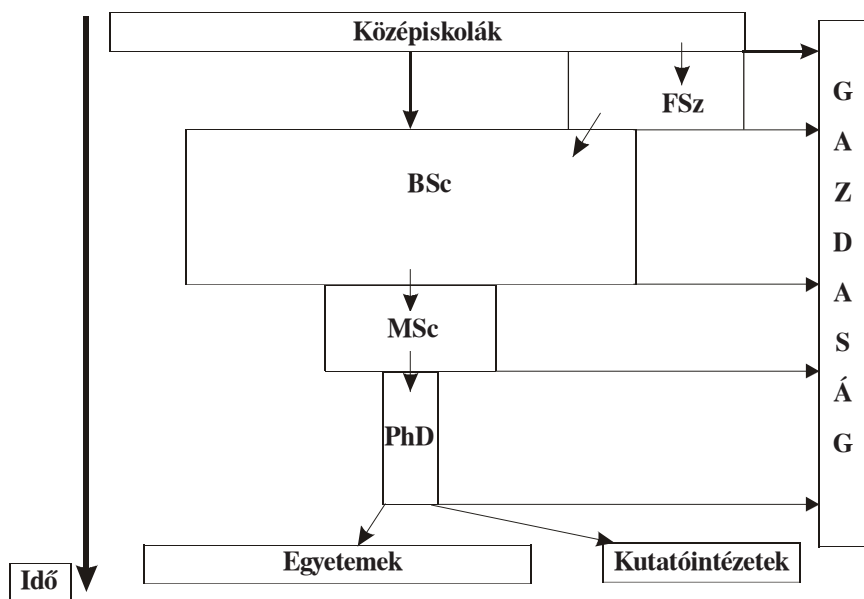 Középiskolák
FSz
BSc
MSc
PhD
Egyetemek
Kutatóintézetek
Idő
G
A
Z
D
A
S
Á
G